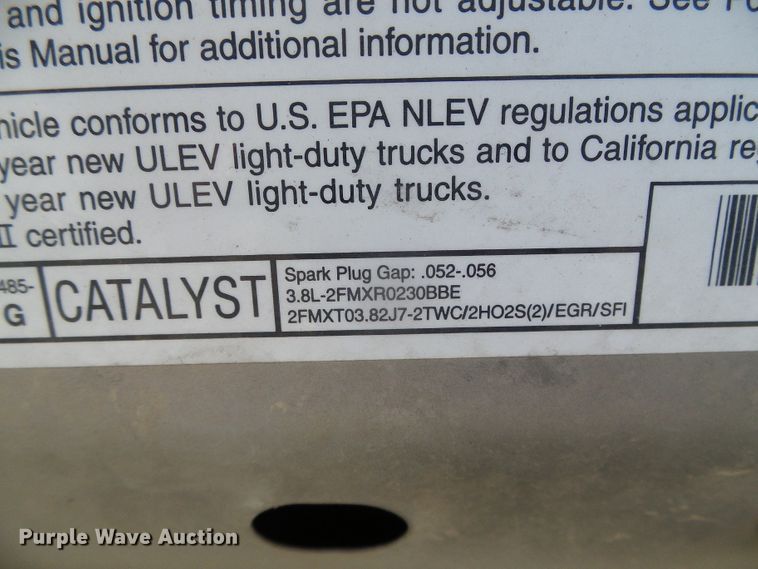 and ignition timing are not adjustable. See
is Manual for additional information.
hicle conforms to U.S. EPA NLEV regulations applic
year new ULEV light-duty trucks and to California re
year new ULEV light-duty trucks.
II certified.
485-
G
CATALYST
Spark Plug Gap: .052-.056
3.8L-2FMXR0230BBE
2FMXT03.82J7-2TWC/2HO2S(2)/EGR/SFI
Purple Wave Auction